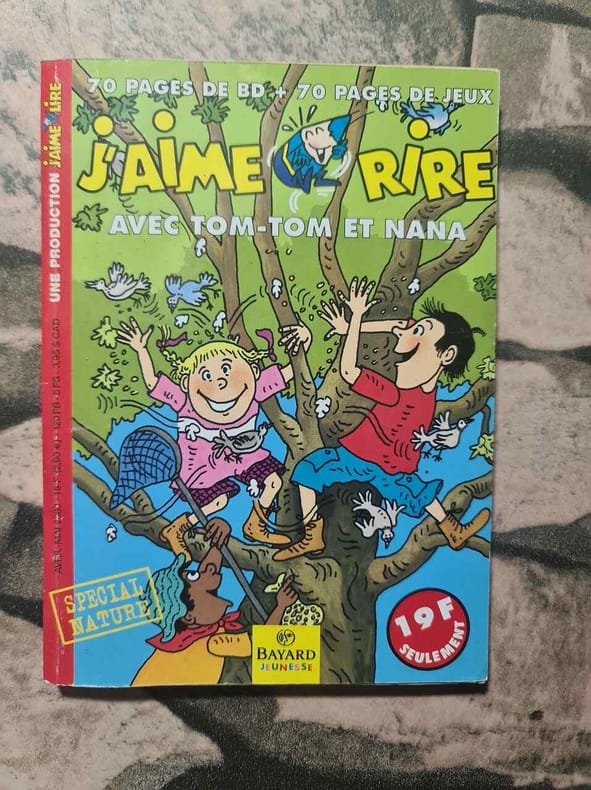 70 PAGES DE BD + 70 PAGES DE JEUX
J'AIME RIRE
AVEC TOM-TOM ET NANA
UNE PRODUCTION J'AIME LIRE
SPECIAL
NATURE
BAYARD
JEUNESSE
19F
SEULEMENT